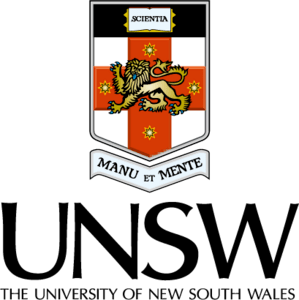 SCIENTIA
MANU ET MENTE
UNSW
THE UNIVERSITY OF NEW SOUTH WALES